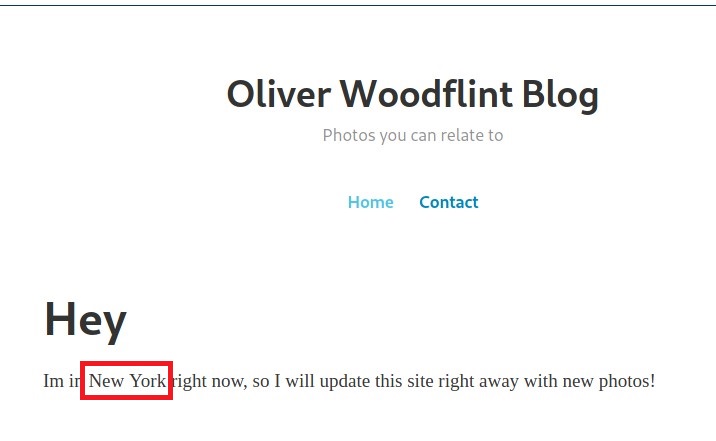 Oliver Woodflint Blog
Photos you can relate to
Home Contact
Hey
Im in New York right now, so I will update this site right away with new photos!